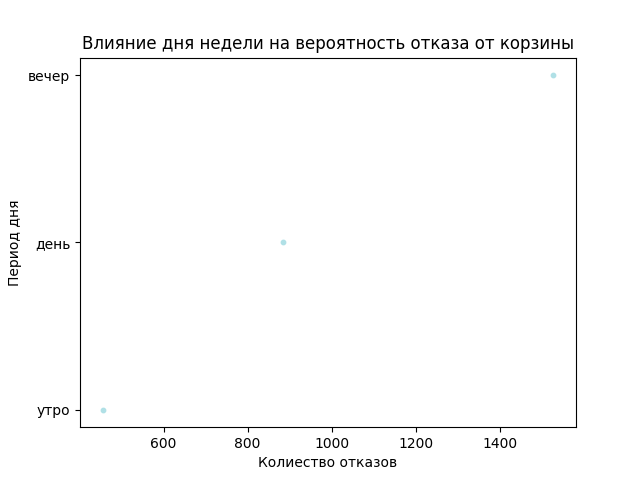 Влияние дня недели на вероятность отказа от корзины
вечер
день
утро
Период дня
600 800 1000 1200 1400
Колиество отказов